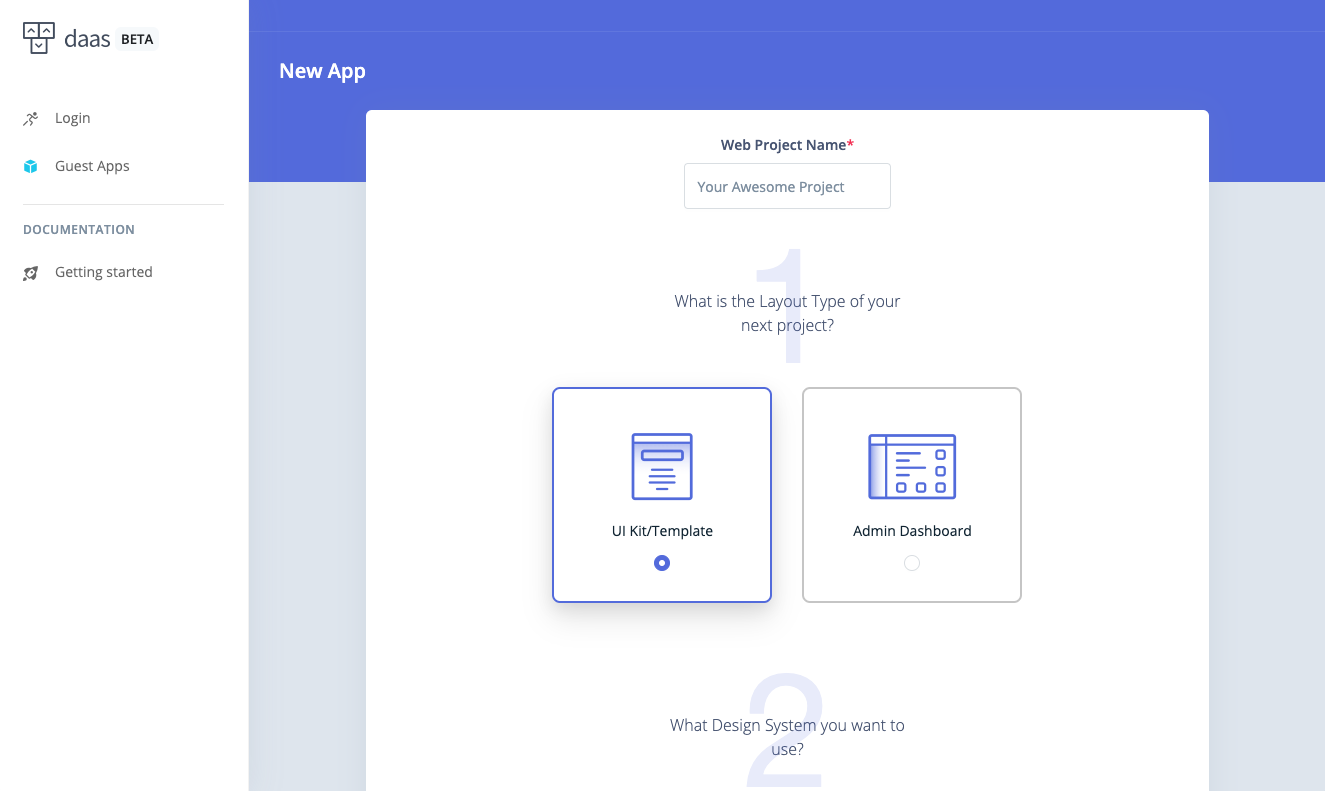 daas BETA
Login
Guest Apps
DOCUMENTATION
Getting started
New App
Web Project Name*
Your Awesome Project
1
What is the Layout Type of your
next project?
UI Kit/Template
Admin Dashboard
2
What Design System you want to
use?